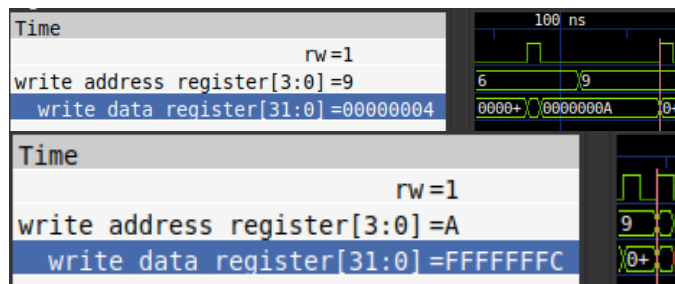 Time 100 ns
rw=1
write address register[3:0]=9 6 9
write data register[31:0]=00000004 0000+ 0000000A 0+
Time
rw=1
write address register[3:0]=A 9
write data register[31:0]=FFFFFFFC 0+